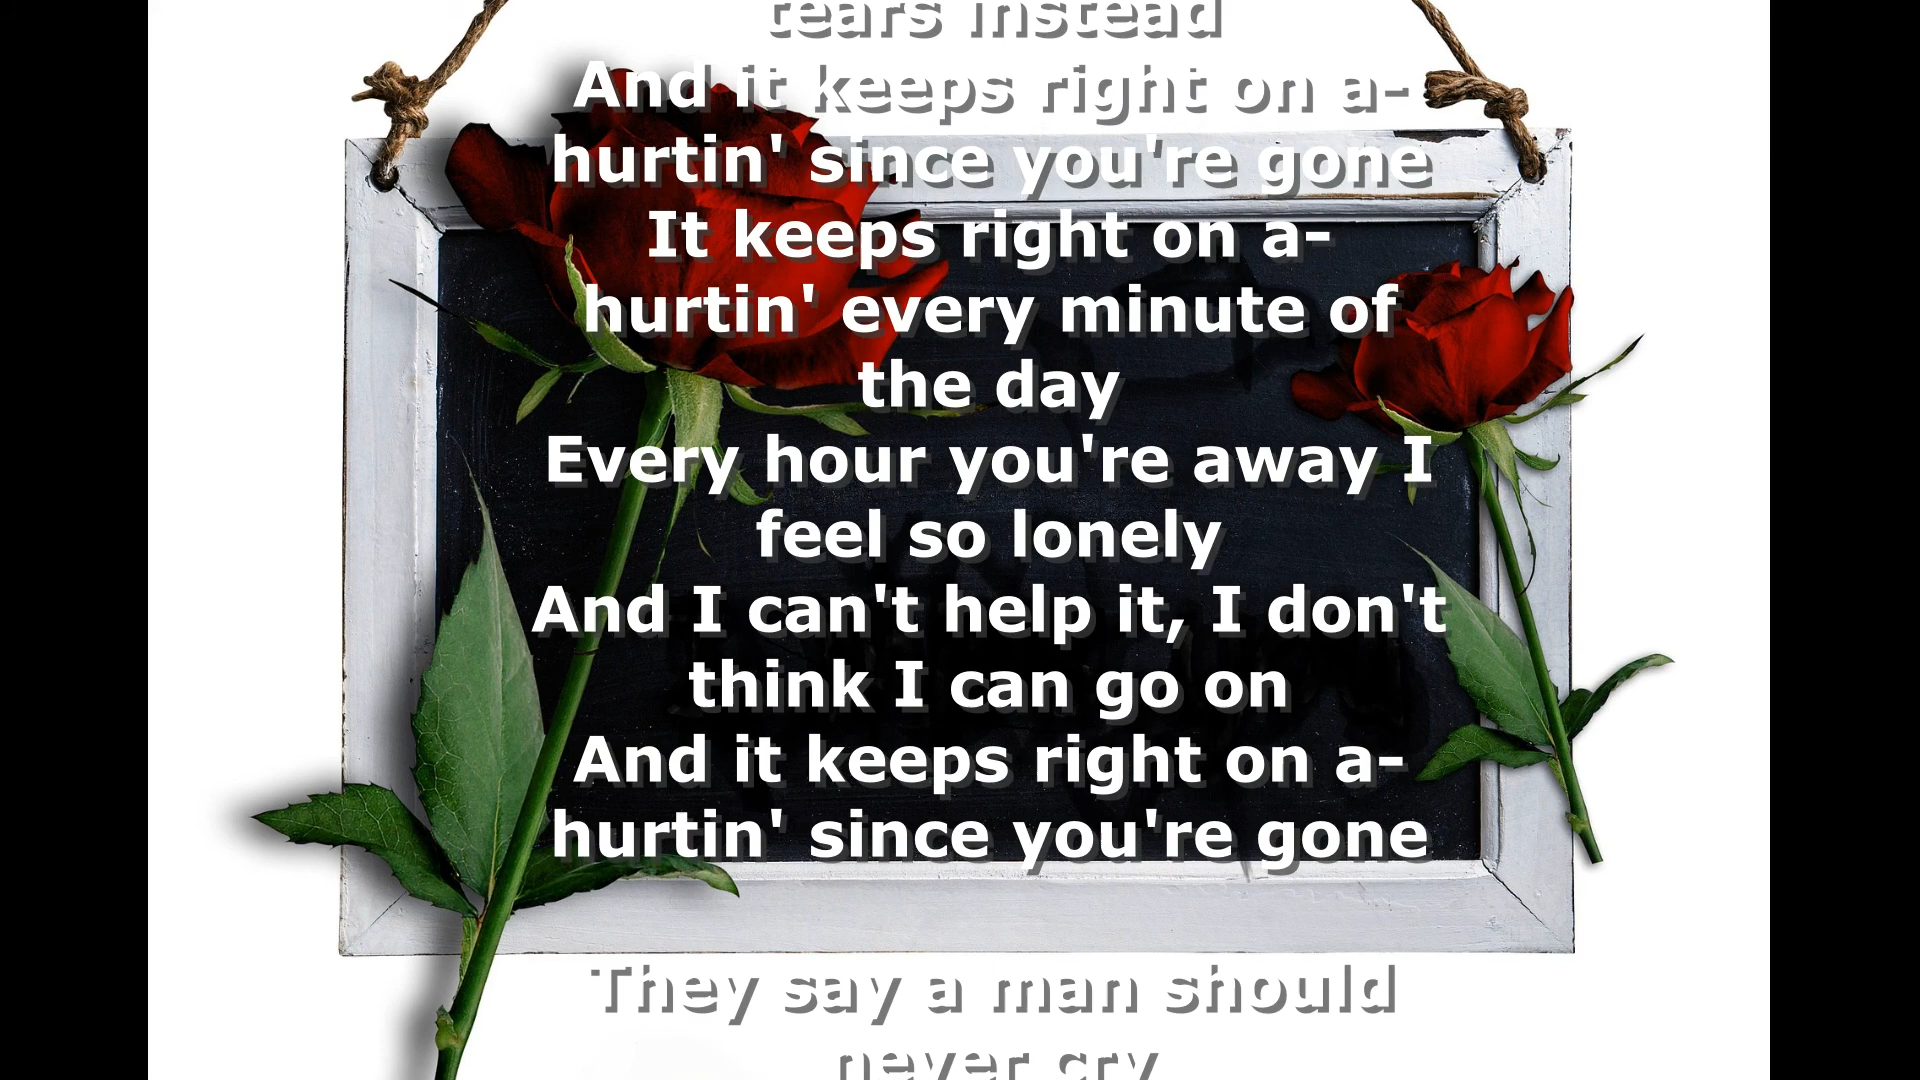 tears instead
And it keeps right on a-
hurtin' since you're gone
It keeps right on a-
hurtin' every minute of
the day
Every hour you're away I
feel so lonely
And I can't help it, I don't
think I can go on
And it keeps right on a-
hurtin' since you're gone
They say a man should
never cry